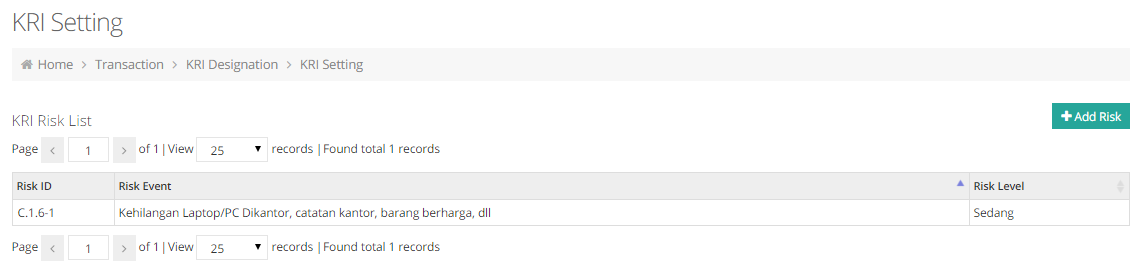 KRI Setting
Home > Transaction > KRI Designation > KRI Setting
KRI Risk List
Add Risk
Page 1 of 1 | View 25 records | Found total 1 records
Risk ID Risk Event Risk Level
C.1.6-1 Kehilangan Laptop/PC Dikantor, catatan kantor, barang berharga, dll Sedang
Page 1 of 1 | View 25 records | Found total 1 records